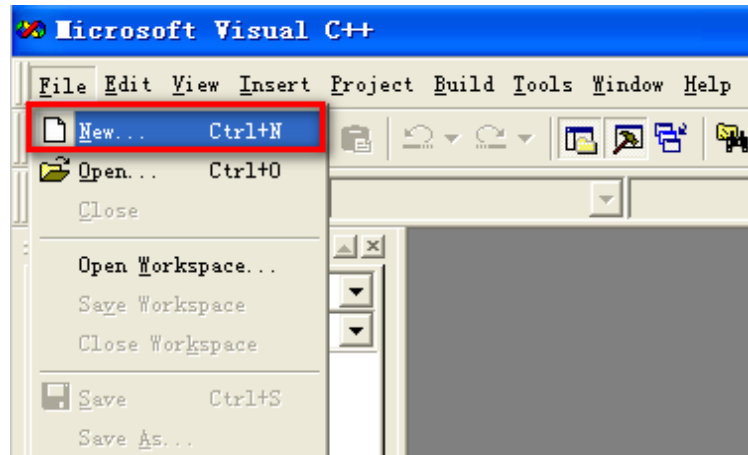 Microsoft Visual C++
File Edit View Insert Project Build Tools Window Help
New... Ctrl+N
Open... Ctrl+O
Close
Open Workspace...
Save Workspace
Close Workspace
Save Ctrl+S
Save As...